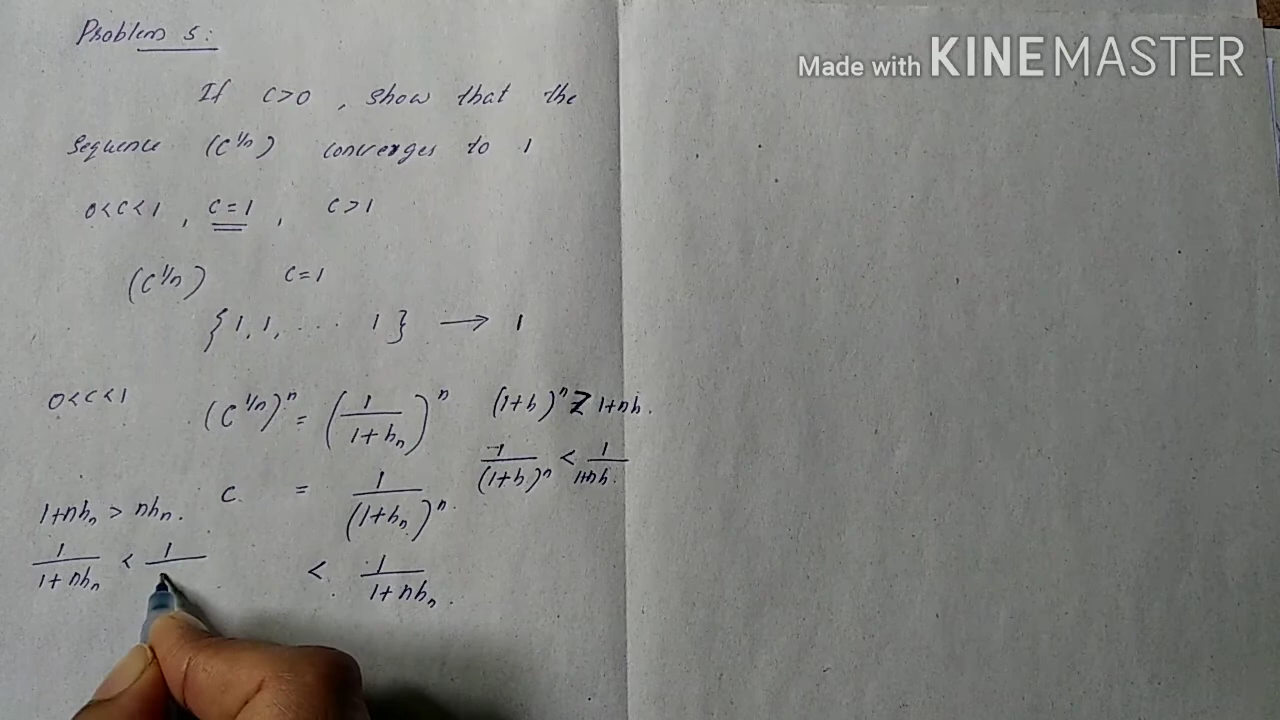 Problem 5:
Made with KINEMASTER
If c>0, show that the
sequence (c^1/n) converges to 1
0<c<1, c=1, c>1
(c^1/n) c=1
{1,1,.... 1} → 1
0<c<1 (c^1/n)^n = (1/(1+h_n))^n (1+h)^n ≥ 1+nh.
1/(1+h)^n < 1/(1+nh).
c. = 1/(1+h_n)^n.
1+nh_n > nh_n.
1/(1+nh_n) < 1/
< 1/(1+nh_n).